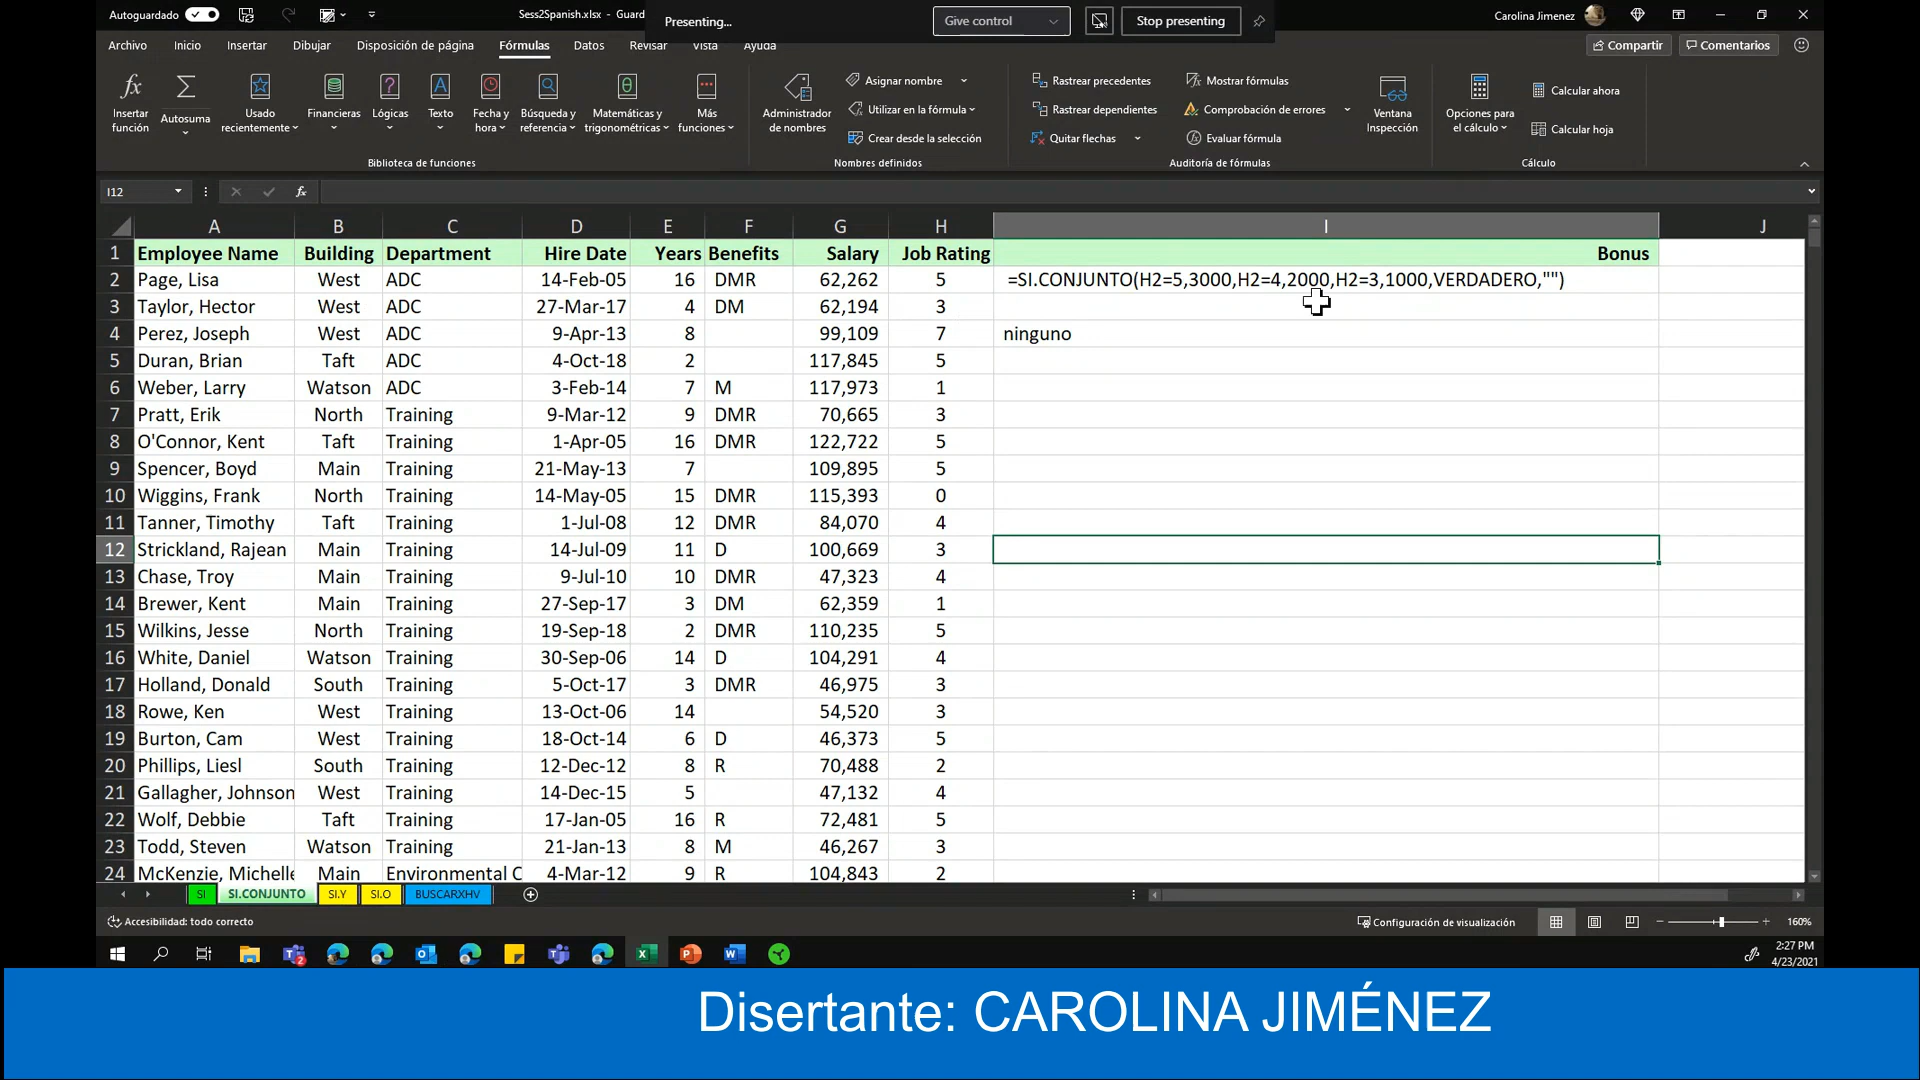 Autoguardado
Sess2Spanish.xlsx - Guard
Presenting...
Give control
Stop presenting
Carolina Jimenez
Archivo Inicio Insertar Dibujar Disposición de página Fórmulas Datos Revisar Vista Ayuda
Compartir Comentarios
Insertar función
Autosuma
Usado recientemente
Financieras
Lógicas
Texto
Fecha y hora
Búsqueda y referencia
Matemáticas y trigonométricas
Más funciones
Biblioteca de funciones
Administrador de nombres
Asignar nombre
Utilizar en la fórmula
Crear desde la selección
Nombres definidos
Rastrear precedentes
Rastrear dependientes
Quitar flechas
Mostrar fórmulas
Comprobación de errores
Evaluar fórmula
Auditoría de fórmulas
Ventana Inspección
Opciones para el cálculo
Calcular ahora
Calcular hoja
Cálculo
I12 fx
A B C D E F G H I J
1 Employee Name Building Department Hire Date Years Benefits Salary Job Rating Bonus
2 Page, Lisa West ADC 14-Feb-05 16 DMR 62,262 5 =SI.CONJUNTO(H2=5,3000,H2=4,2000,H2=3,1000,VERDADERO,"")
3 Taylor, Hector West ADC 27-Mar-17 4 DM 62,194 3
4 Perez, Joseph West ADC 9-Apr-13 8 99,109 7 ninguno
5 Duran, Brian Taft ADC 4-Oct-18 2 117,845 5
6 Weber, Larry Watson ADC 3-Feb-14 7 M 117,973 1
7 Pratt, Erik North Training 9-Mar-12 9 DMR 70,665 3
8 O'Connor, Kent Taft Training 1-Apr-05 16 DMR 122,722 5
9 Spencer, Boyd Main Training 21-May-13 7 109,895 5
10 Wiggins, Frank North Training 14-May-05 15 DMR 115,393 0
11 Tanner, Timothy Taft Training 1-Jul-08 12 DMR 84,070 4
12 Strickland, Rajean Main Training 14-Jul-09 11 D 100,669 3
13 Chase, Troy Main Training 9-Jul-10 10 DMR 47,323 4
14 Brewer, Kent Main Training 27-Sep-17 3 DM 62,359 1
15 Wilkins, Jesse North Training 19-Sep-18 2 DMR 110,235 5
16 White, Daniel Watson Training 30-Sep-06 14 D 104,291 4
17 Holland, Donald South Training 5-Oct-17 3 DMR 46,975 3
18 Rowe, Ken West Training 13-Oct-06 14 54,520 3
19 Burton, Cam West Training 18-Oct-14 6 D 46,373 5
20 Phillips, Liesl South Training 12-Dec-12 8 R 70,488 2
21 Gallagher, Johnson West Training 14-Dec-15 5 47,132 4
22 Wolf, Debbie Taft Training 17-Jan-05 16 R 72,481 5
23 Todd, Steven Watson Training 21-Jan-13 8 M 46,267 3
24 McKenzie, Michelle Main Environmental C 4-Mar-12 9 R 104,843 2
SI SI.CONJUNTO SI.Y SI.O BUSCARXHV
Accesibilidad: todo correcto
Configuración de visualización
160%
2:27 PM
4/23/2021
Disertante: CAROLINA JIMÉNEZ